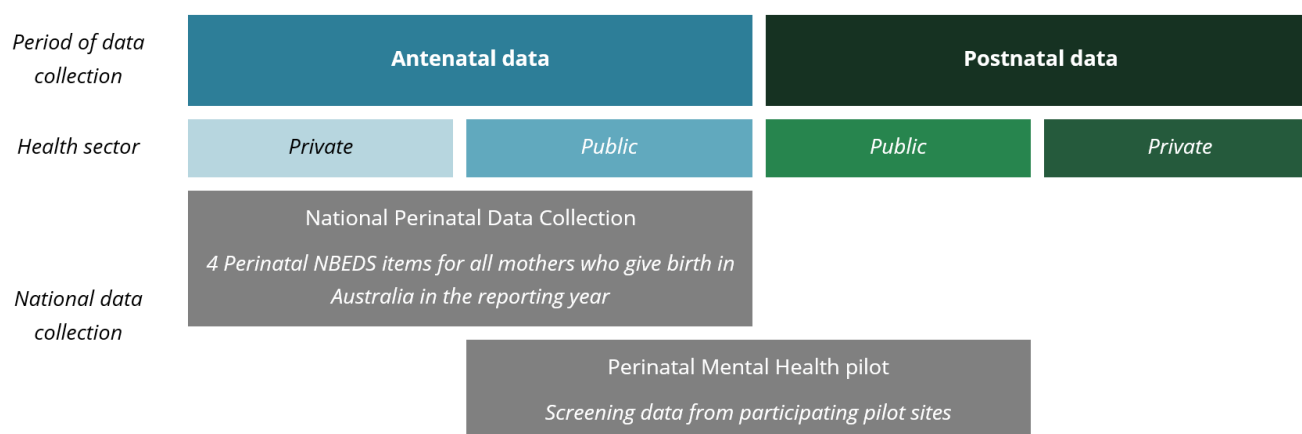 Period of data
collection
Antenatal data
Postnatal data
Health sector
Private
Public
Public
Private
National data
collection
National Perinatal Data Collection
4 Perinatal NBEDS items for all mothers who give birth in
Australia in the reporting year
Perinatal Mental Health pilot
Screening data from participating pilot sites